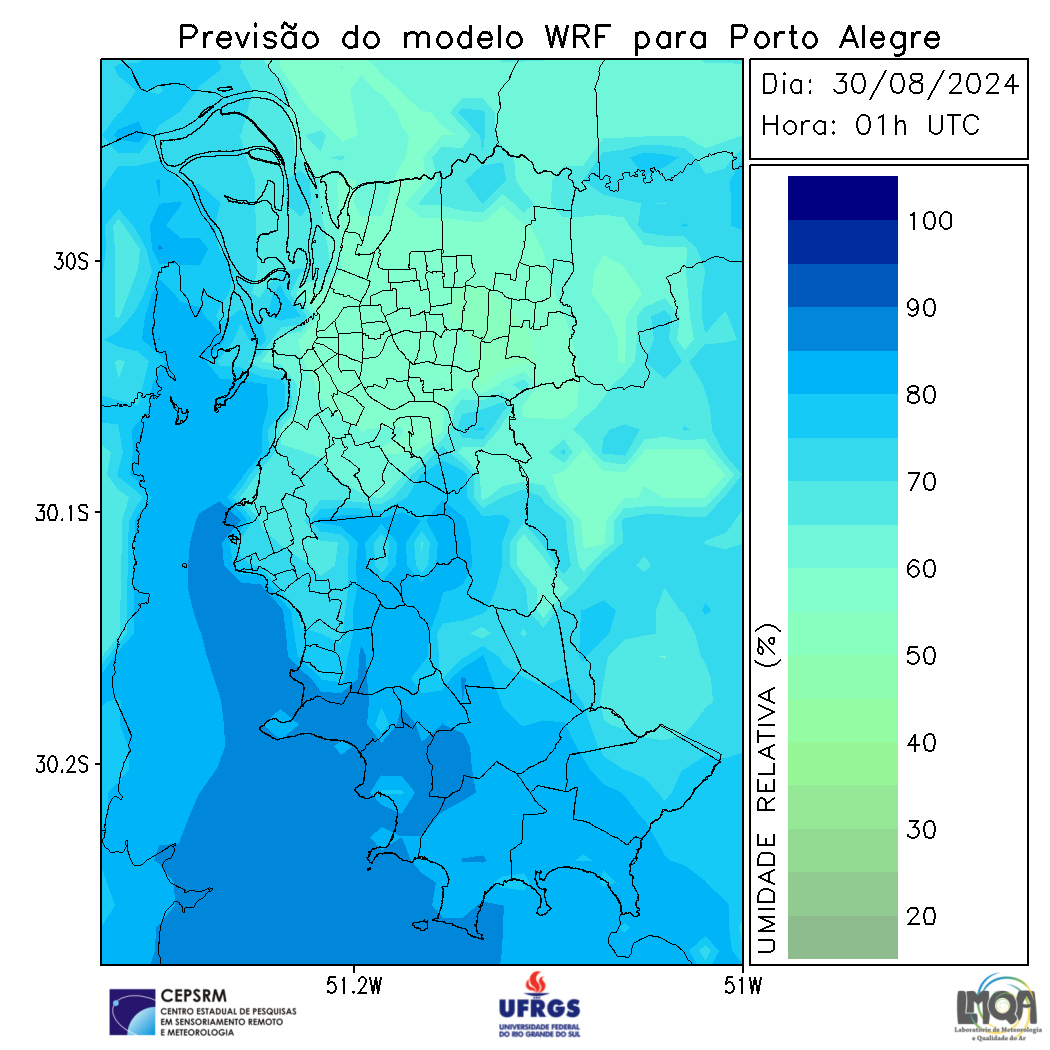 Previsão do modelo WRF para Porto Alegre
Dia: 30/08/2024
Hora: 01h UTC
100
90
80
70
60
50
40
30
20
UMIDADE RELATIVA (%)
30S
30.1S
30.2S
51.2W
51W
CEPSRM
CENTRO ESTADUAL DE PESQUISAS
EM SENSORIAMENTO REMOTO
E METEOROLOGIA
UFRGS
UNIVERSIDADE FEDERAL
DO RIO GRANDE DO SUL
LMQA
Laboratório de Meteorologia
e Qualidade do Ar